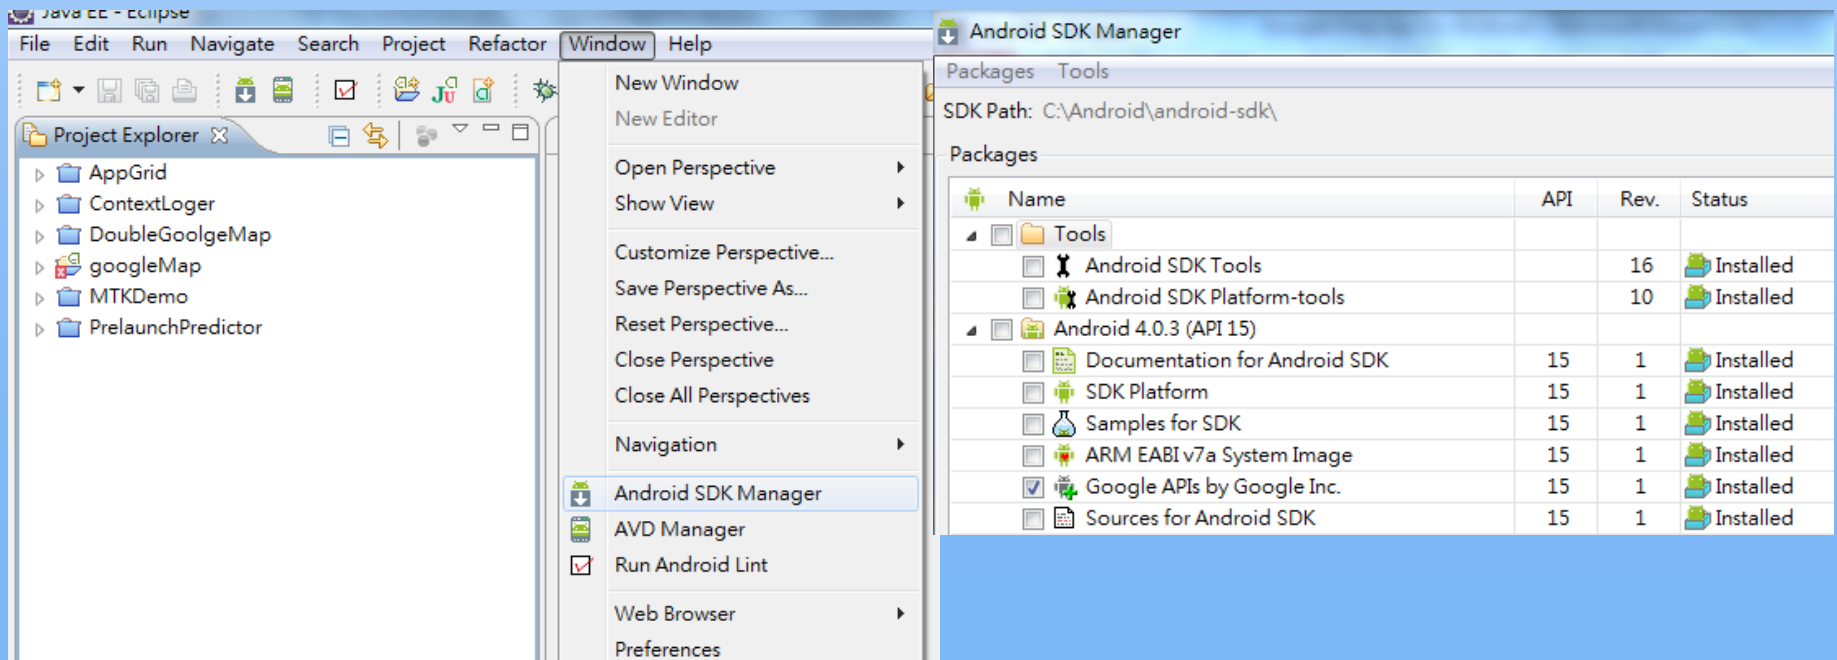 Java EE - Eclipse
File Edit Run Navigate Search Project Refactor Window Help
Project Explorer
AppGrid
ContextLoger
DoubleGoolgeMap
googleMap
MTKDemo
PrelaunchPredictor
New Window
New Editor
Open Perspective
Show View
Customize Perspective...
Save Perspective As...
Reset Perspective...
Close Perspective
Close All Perspectives
Navigation
Android SDK Manager
AVD Manager
Run Android Lint
Web Browser
Preferences
Android SDK Manager
Packages Tools
SDK Path: C:\Android\android-sdk\
Packages
Name API Rev. Status
Tools
Android SDK Tools 16 Installed
Android SDK Platform-tools 10 Installed
Android 4.0.3 (API 15)
Documentation for Android SDK 15 1 Installed
SDK Platform 15 1 Installed
Samples for SDK 15 1 Installed
ARM EABI v7a System Image 15 1 Installed
Google APIs by Google Inc. 15 1 Installed
Sources for Android SDK 15 1 Installed